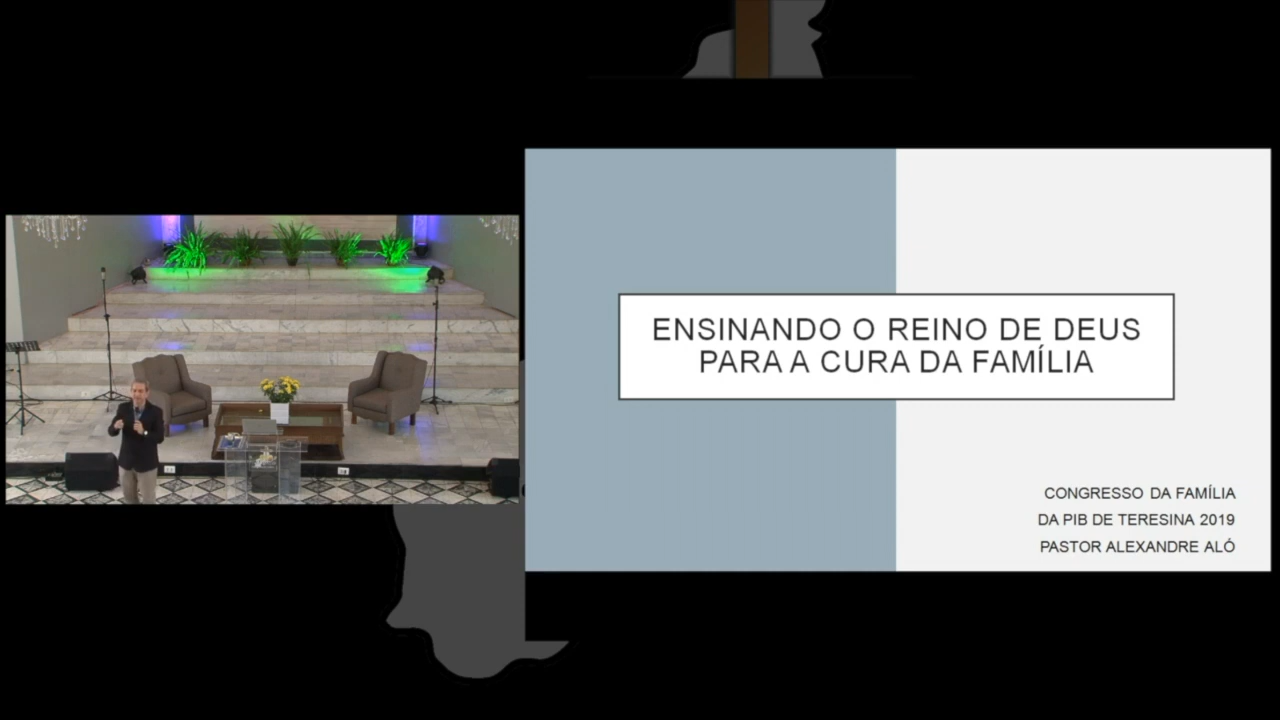 ENSINANDO O REINO DE DEUS
PARA A CURA DA FAMÍLIA
CONGRESSO DA FAMÍLIA
DA PIB DE TERESINA 2019
PASTOR ALEXANDRE ALÓ